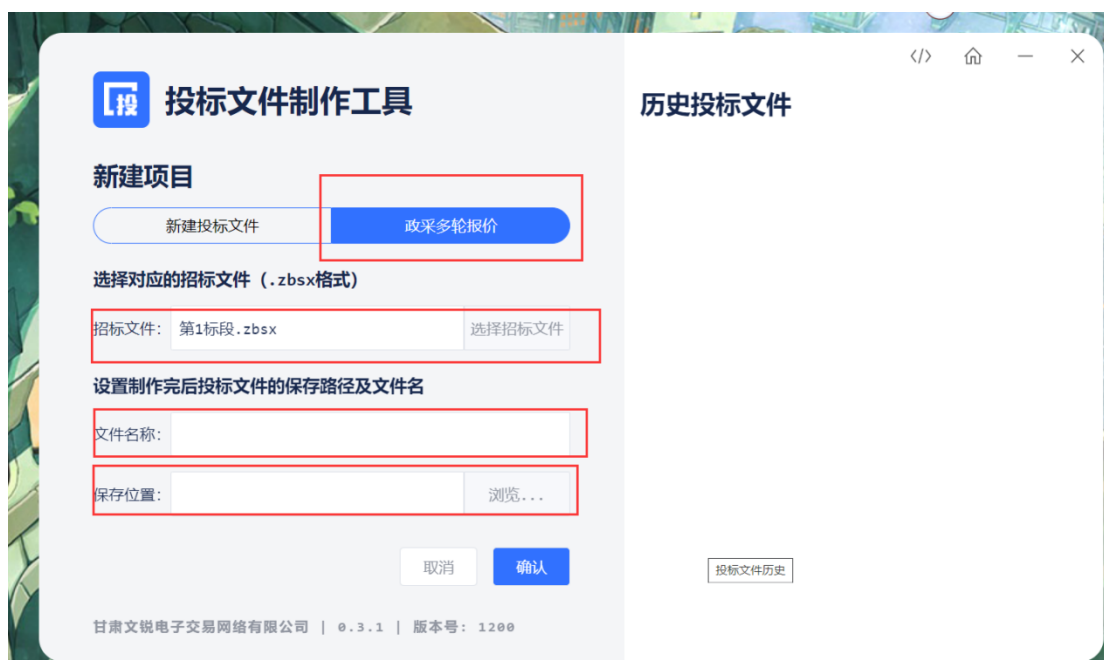 投
投标文件制作工具
新建项目
新建投标文件
政采多轮报价
选择对应的招标文件（.zbsx格式）
招标文件：
第1标段.zbsx
选择招标文件
设置制作完后投标文件的保存路径及文件名
文件名称：
保存位置：
浏览...
取消
确认
甘肃文锐电子交易网络有限公司 | 0.3.1 | 版本号: 1200
历史投标文件
投标文件历史